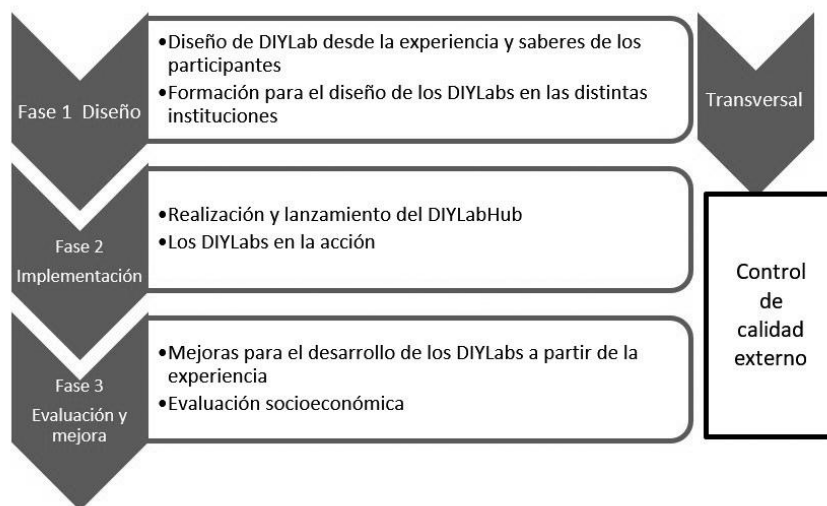 Fase 1 Diseño
•Diseño de DIYLab desde la experiencia y saberes de los
participantes
•Formación para el diseño de los DIYLabs en las distintas
instituciones
Transversal
Fase 2
Implementación
•Realización y lanzamiento del DIYLabHub
•Los DIYLabs en la acción
Control
de
calidad
externo
Fase 3
Evaluación y
mejora
•Mejoras para el desarrollo de los DIYLabs a partir de la
experiencia
•Evaluación socioeconómica